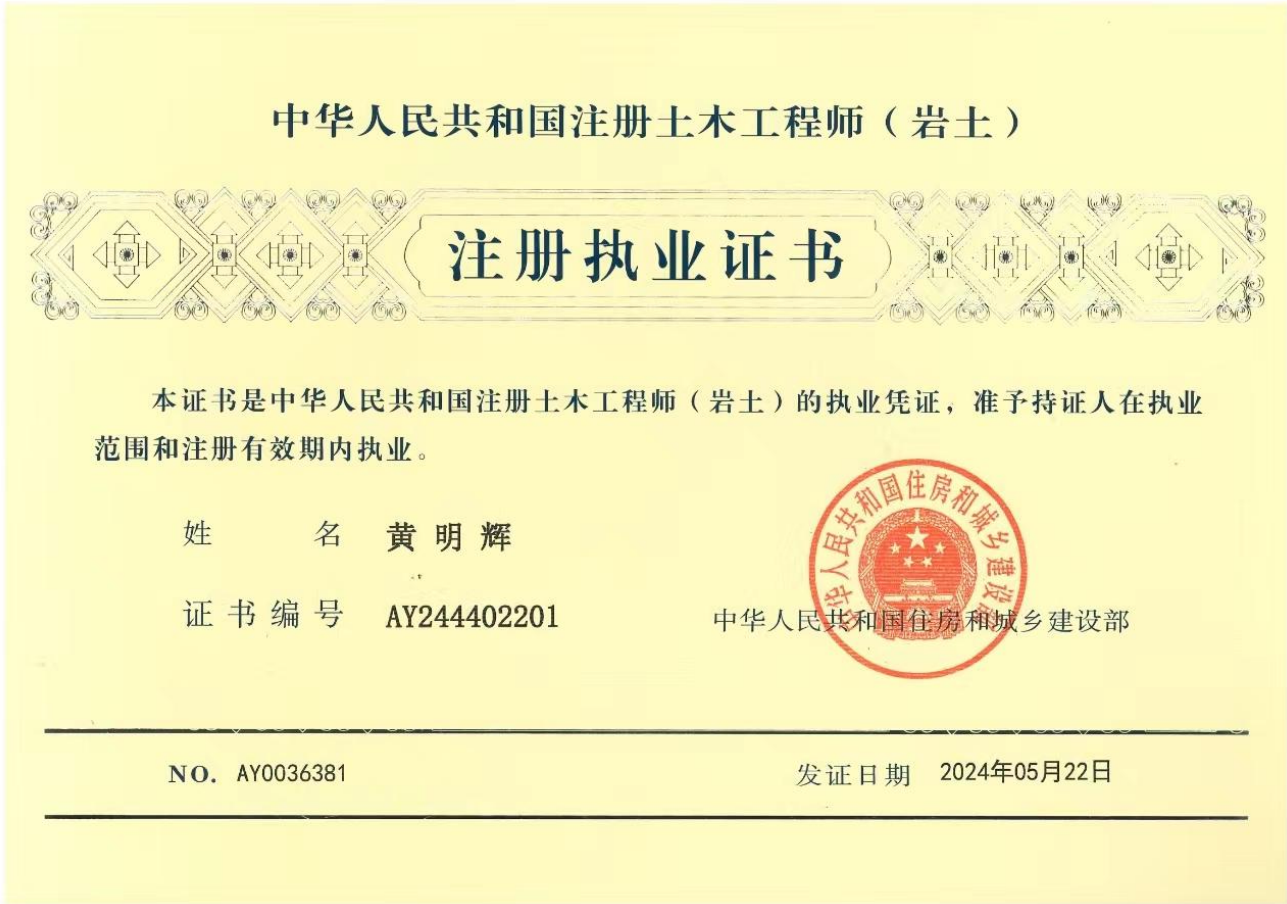 中华人民共和国注册土木工程师（岩土）
注册执业证书
本证书是中华人民共和国注册土木工程师（岩土）的执业凭证，准予持证人在执业
范围和注册有效期内执业。
中华人民共和国住房和城乡建设部
姓 名 黄明辉
证书编号 AY244402201
中华人民共和国住房和城乡建设部
NO. AY0036381
发证日期 2024年05月22日